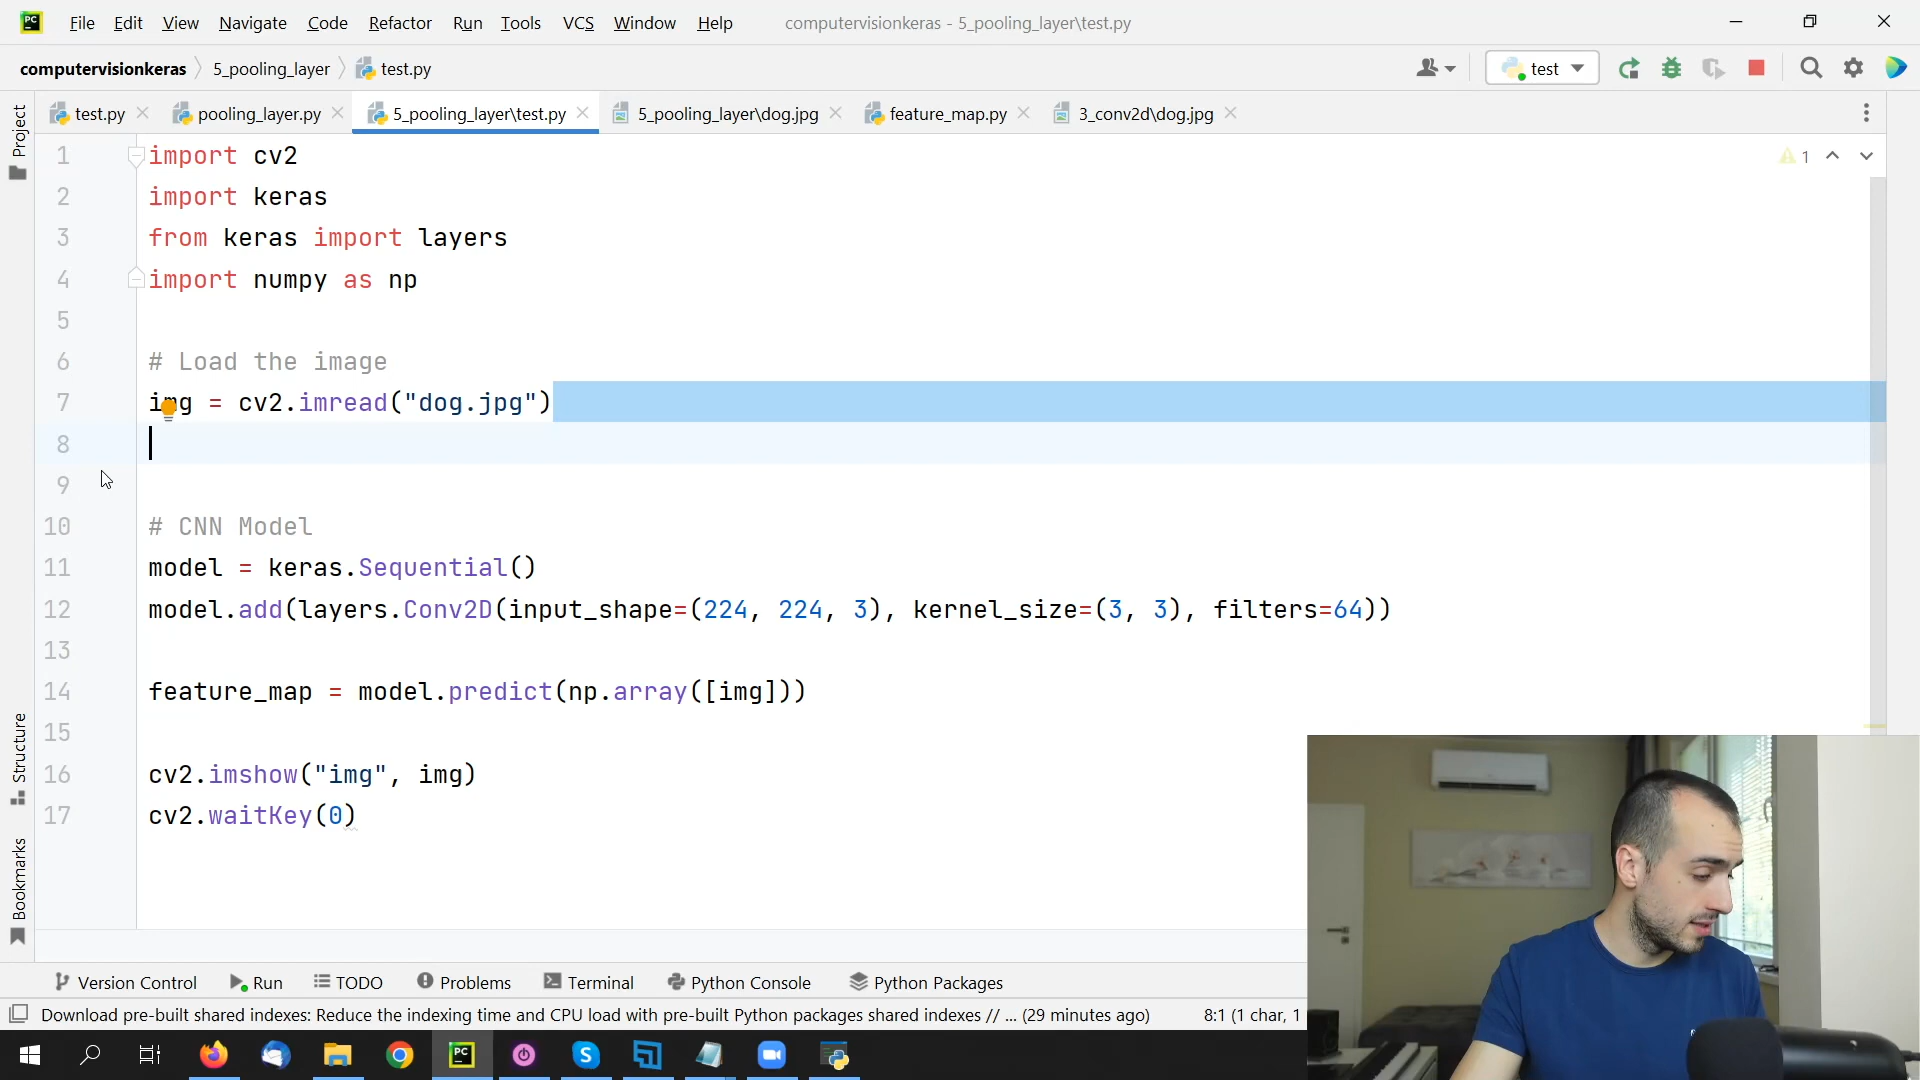 File Edit View Navigate Code Refactor Run Tools VCS Window Help computervisionkeras - 5_pooling_layer\test.py
computervisionkeras 5_pooling_layer test.py test
test.py pooling_layer.py 5_pooling_layer\test.py 5_pooling_layer\dog.jpg feature_map.py 3_conv2d\dog.jpg
Project
1 import cv2 1
2 import keras
3 from keras import layers
4 import numpy as np
5
6 # Load the image
7 img = cv2.imread("dog.jpg")
8
9
10 # CNN Model
11 model = keras.Sequential()
12 model.add(layers.Conv2D(input_shape=(224, 224, 3), kernel_size=(3, 3), filters=64))
13
14 feature_map = model.predict(np.array([img]))
15
16 cv2.imshow("img", img)
17 cv2.waitKey(0)
Structure
Bookmarks
Version Control Run TODO Problems Terminal Python Console Python Packages
Download pre-built shared indexes: Reduce the indexing time and CPU load with pre-built Python packages shared indexes // ... (29 minutes ago) 8:1 (1 char, 1
PC
PC